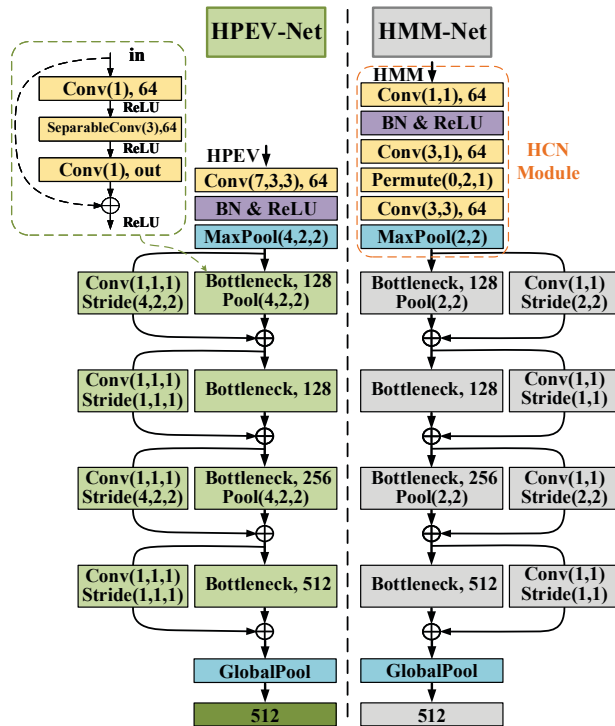 HPEV-Net
in
Conv(1), 64
ReLU
SeparableConv(3),64
ReLU
Conv(1), out
ReLU
HPEV
Conv(7,3,3), 64
BN & ReLU
MaxPool(4,2,2)
Conv(1,1,1)
Stride(4,2,2)
Bottleneck, 128
Pool(4,2,2)
Conv(1,1,1)
Stride(1,1,1)
Bottleneck, 128
Conv(1,1,1)
Stride(4,2,2)
Bottleneck, 256
Pool(4,2,2)
Conv(1,1,1)
Stride(1,1,1)
Bottleneck, 512
GlobalPool
512
HMM-Net
HMM
Conv(1,1), 64
BN & ReLU
Conv(3,1), 64
Permute(0,2,1)
Conv(3,3), 64
MaxPool(2,2)
HCN
Module
Bottleneck, 128
Pool(2,2)
Conv(1,1)
Stride(2,2)
Bottleneck, 128
Conv(1,1)
Stride(1,1)
Bottleneck, 256
Pool(2,2)
Conv(1,1)
Stride(2,2)
Bottleneck, 512
Conv(1,1)
Stride(1,1)
GlobalPool
512